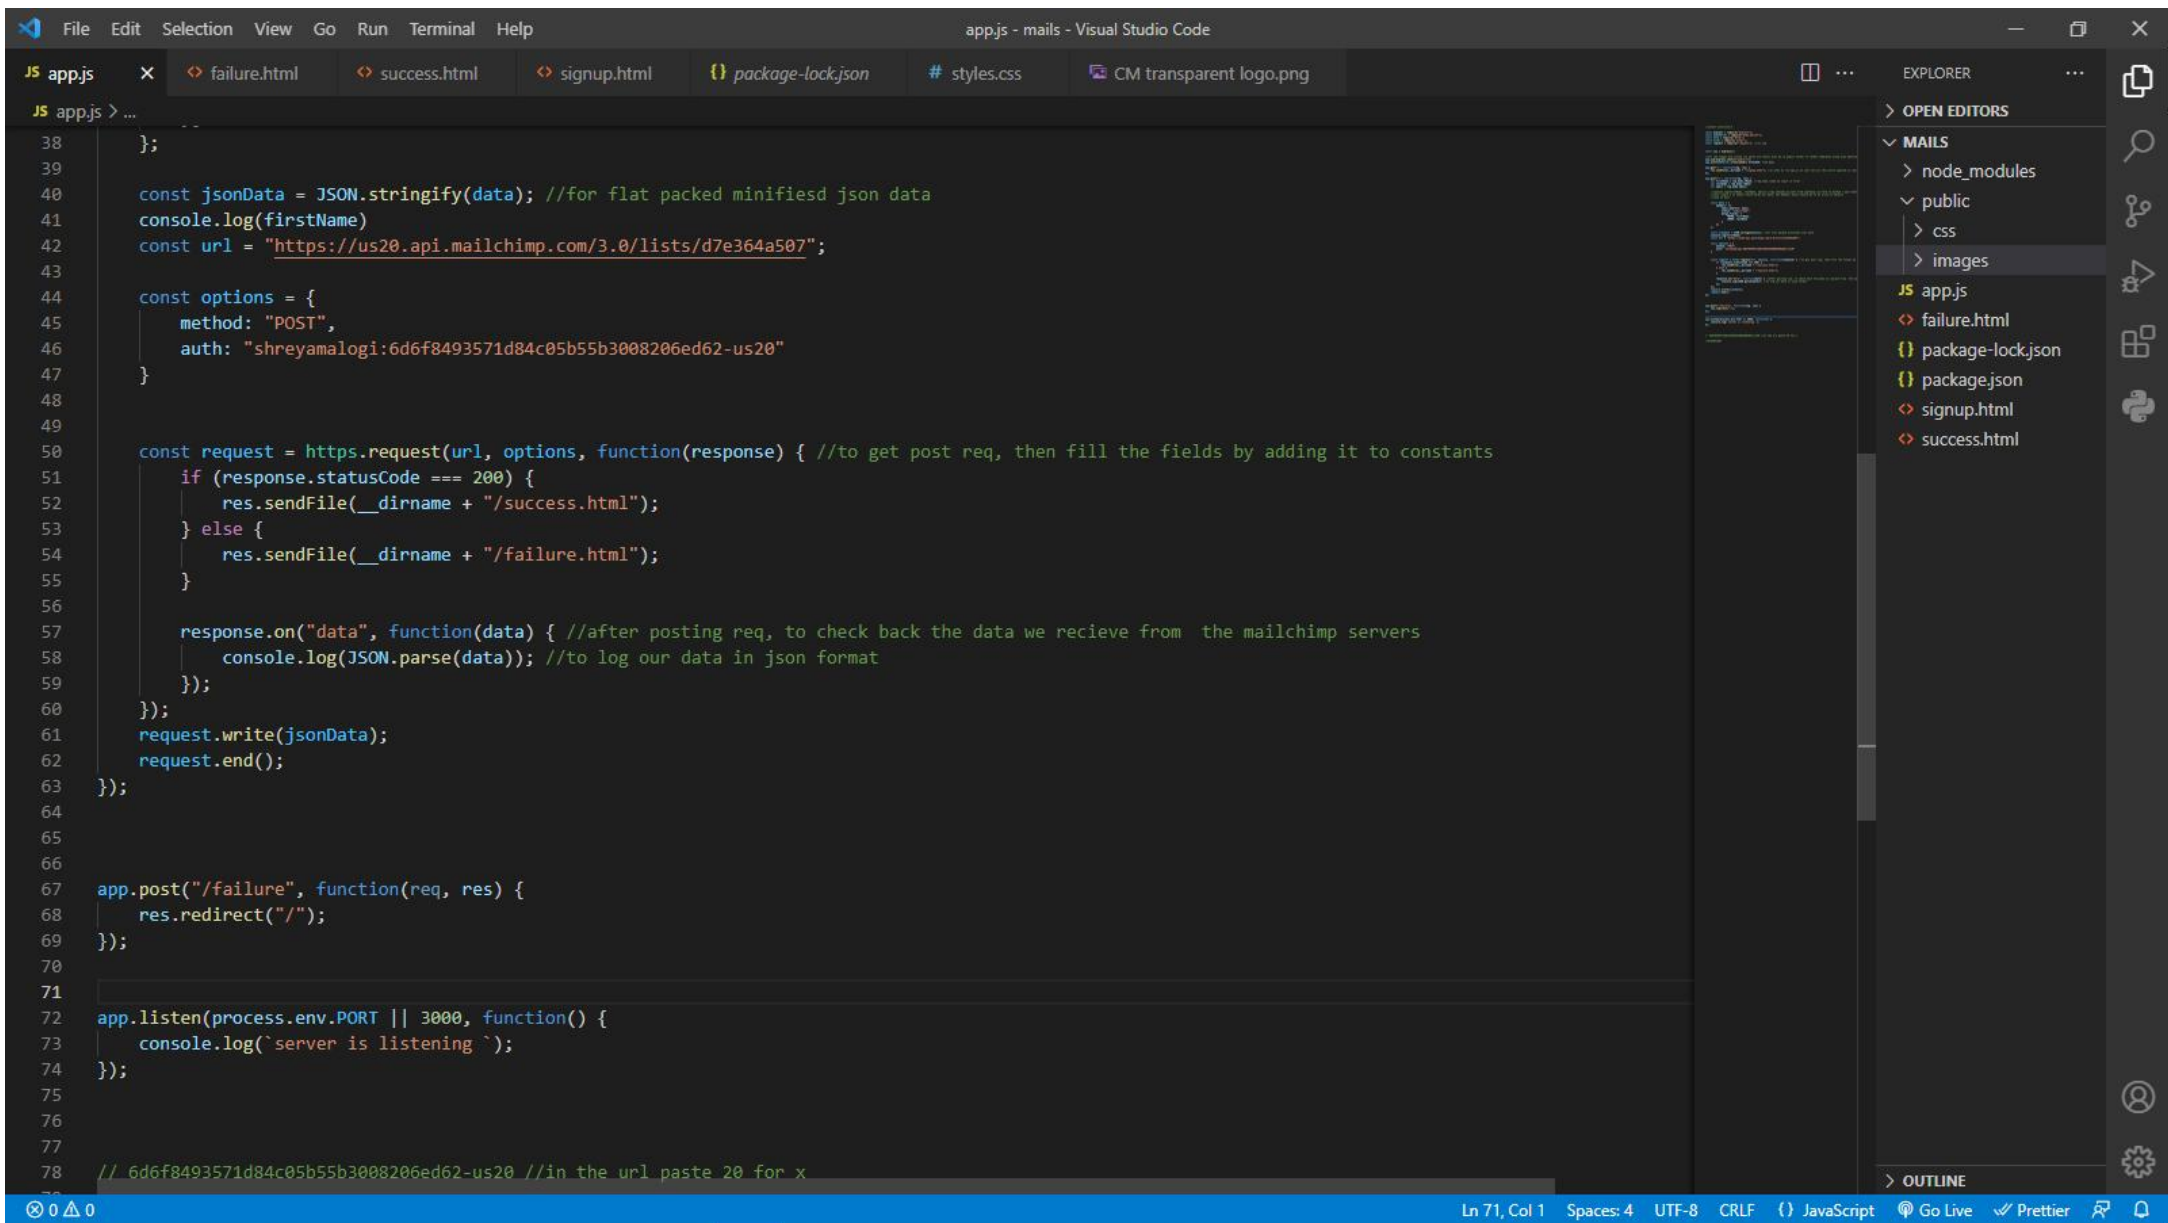 File Edit Selection View Go Run Terminal Help
app.js - mails - Visual Studio Code
JS app.js
<> failure.html
<> success.html
<> signup.html
{} package-lock.json
# styles.css
CM transparent logo.png
JS app.js > ...
38 };
39
40 const jsonData = JSON.stringify(data); //for flat packed minifiesd json data
41 console.log(firstName)
42 const url = "https://us20.api.mailchimp.com/3.0/lists/d7e364a507";
43
44 const options = {
45 method: "POST",
46 auth: "shreyamalogi:6d6f8493571d84c05b55b3008206ed62-us20"
47 }
48
49
50 const request = https.request(url, options, function(response) { //to get post req, then fill the fields by adding it to constants
51 if (response.statusCode === 200) {
52 res.sendFile(__dirname + "/success.html");
53 } else {
54 res.sendFile(__dirname + "/failure.html");
55 }
56
57 response.on("data", function(data) { //after posting req, to check back the data we recieve from  the mailchimp servers
58 console.log(JSON.parse(data)); //to log our data in json format
59 });
60 });
61 request.write(jsonData);
62 request.end();
63 });
64
65
66
67 app.post("/failure", function(req, res) {
68 res.redirect("/");
69 });
70
71
72 app.listen(process.env.PORT || 3000, function() {
73 console.log(`server is listening `);
74 });
75
76
77
78 // 6d6f8493571d84c05b55b3008206ed62-us20 //in the url paste 20 for x
EXPLORER
> OPEN EDITORS
MAILS
> node_modules
public
> css
> images
JS app.js
<> failure.html
{} package-lock.json
{} package.json
<> signup.html
<> success.html
> OUTLINE
0 0
Ln 71, Col 1 Spaces: 4 UTF-8 CRLF {} JavaScript Go Live Prettier